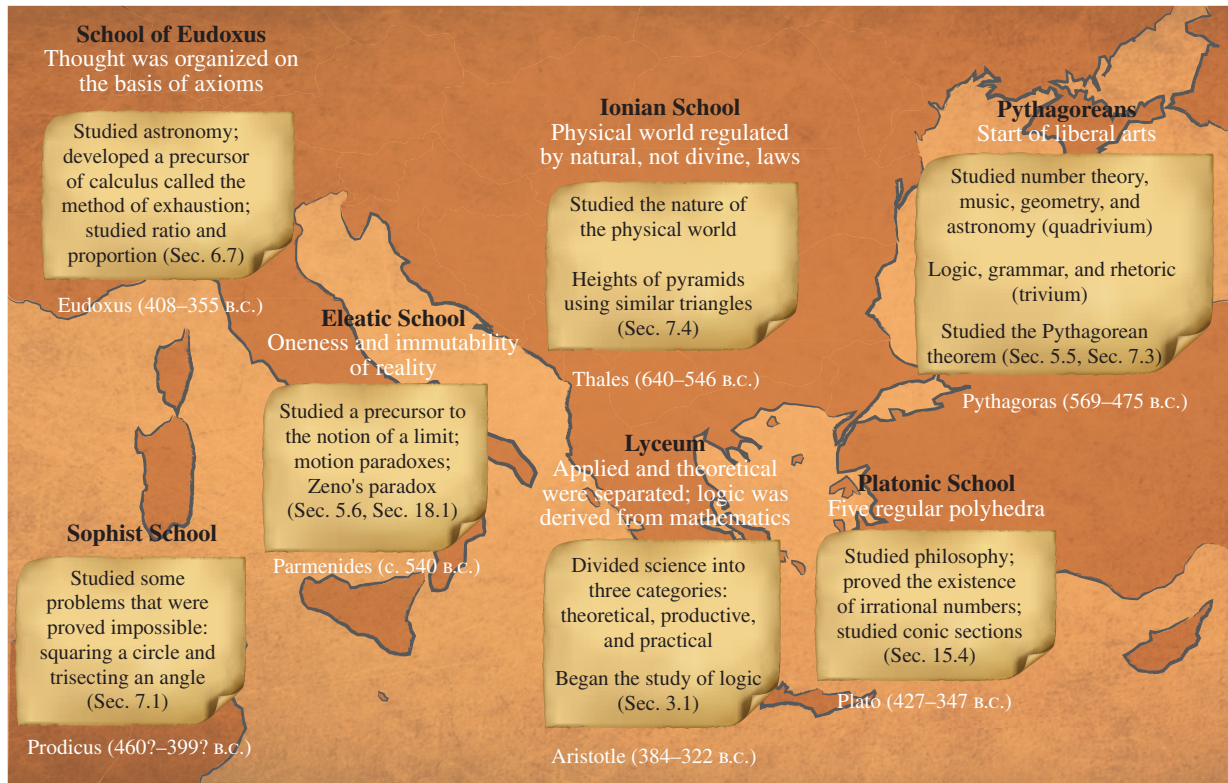 School of Eudoxus
Thought was organized on
the basis of axioms
Studied astronomy;
developed a precursor
of calculus called the
method of exhaustion;
studied ratio and
proportion (Sec. 6.7)
Eudoxus (408–355 B.C.)
Ionian School
Physical world regulated
by natural, not divine, laws
Studied the nature of
the physical world
Heights of pyramids
using similar triangles
(Sec. 7.4)
Thales (640–546 B.C.)
Pythagoreans
Start of liberal arts
Studied number theory,
music, geometry, and
astronomy (quadrivium)
Logic, grammar, and rhetoric
(trivium)
Studied the Pythagorean
theorem (Sec. 5.5, Sec. 7.3)
Pythagoras (569–475 B.C.)
Eleatic School
Oneness and immutability
of reality
Studied a precursor to
the notion of a limit;
motion paradoxes;
Zeno's paradox
(Sec. 5.6, Sec. 18.1)
Parmenides (c. 540 B.C.)
Sophist School
Studied some
problems that were
proved impossible:
squaring a circle and
trisecting an angle
(Sec. 7.1)
Prodicus (460?–399? B.C.)
Lyceum
Applied and theoretical
were separated; logic was
derived from mathematics
Divided science into
three categories:
theoretical, productive,
and practical
Began the study of logic
(Sec. 3.1)
Aristotle (384–322 B.C.)
Platonic School
Five regular polyhedra
Studied philosophy;
proved the existence
of irrational numbers;
studied conic sections
(Sec. 15.4)
Plato (427–347 B.C.)